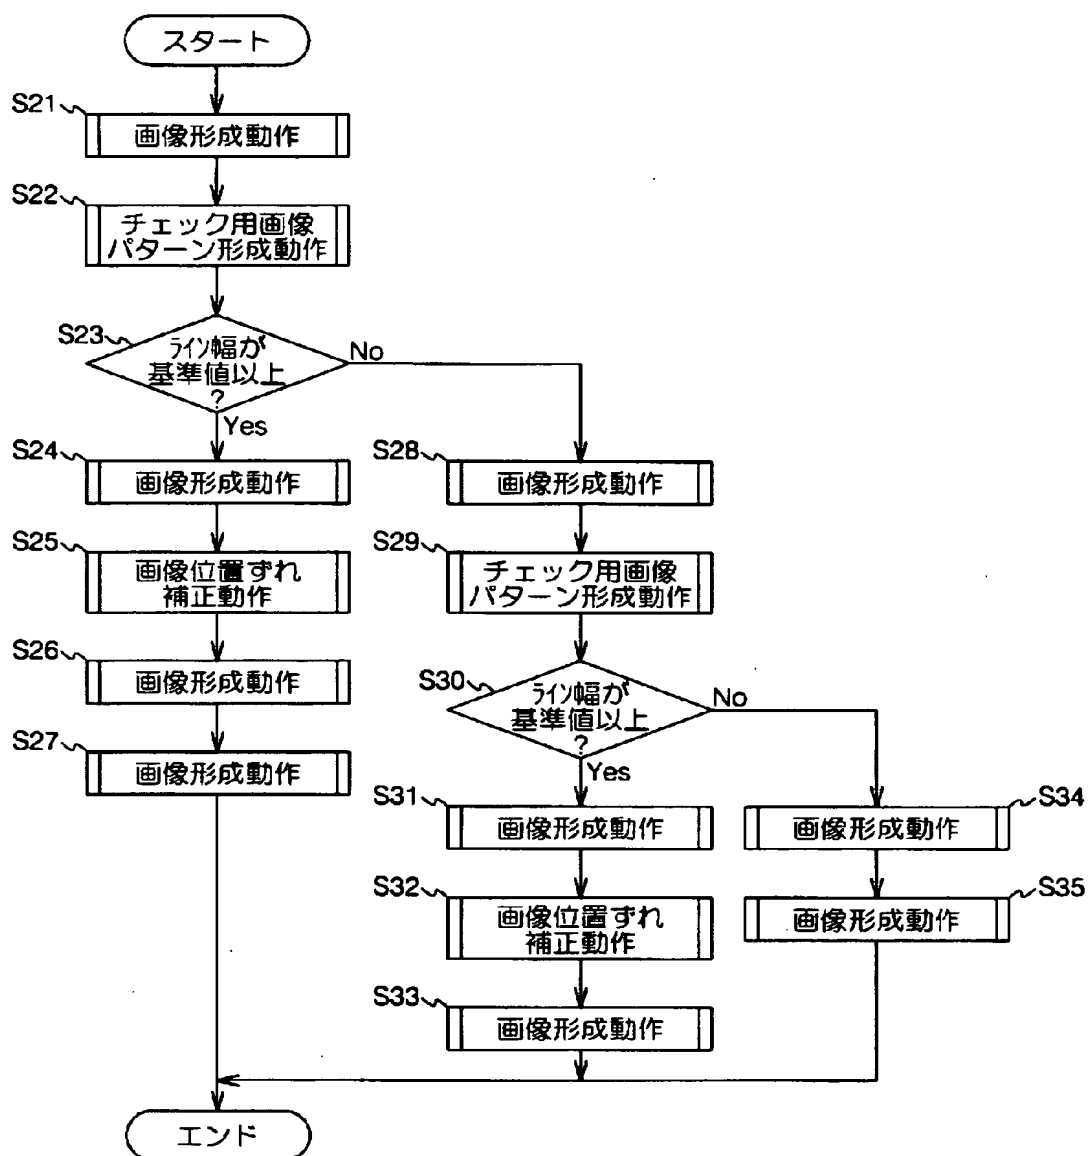 スタート
S21
画像形成動作
S22
チェック用画像
パターン形成動作
S23
ライン幅が
基準値以上
?
No
Yes
S24
画像形成動作
S25
画像位置ずれ
補正動作
S26
画像形成動作
S27
画像形成動作
S28
画像形成動作
S29
チェック用画像
パターン形成動作
S30
ライン幅が
基準値以上
?
No
Yes
S31
画像形成動作
S32
画像位置ずれ
補正動作
S33
画像形成動作
S34
画像形成動作
S35
画像形成動作
エンド